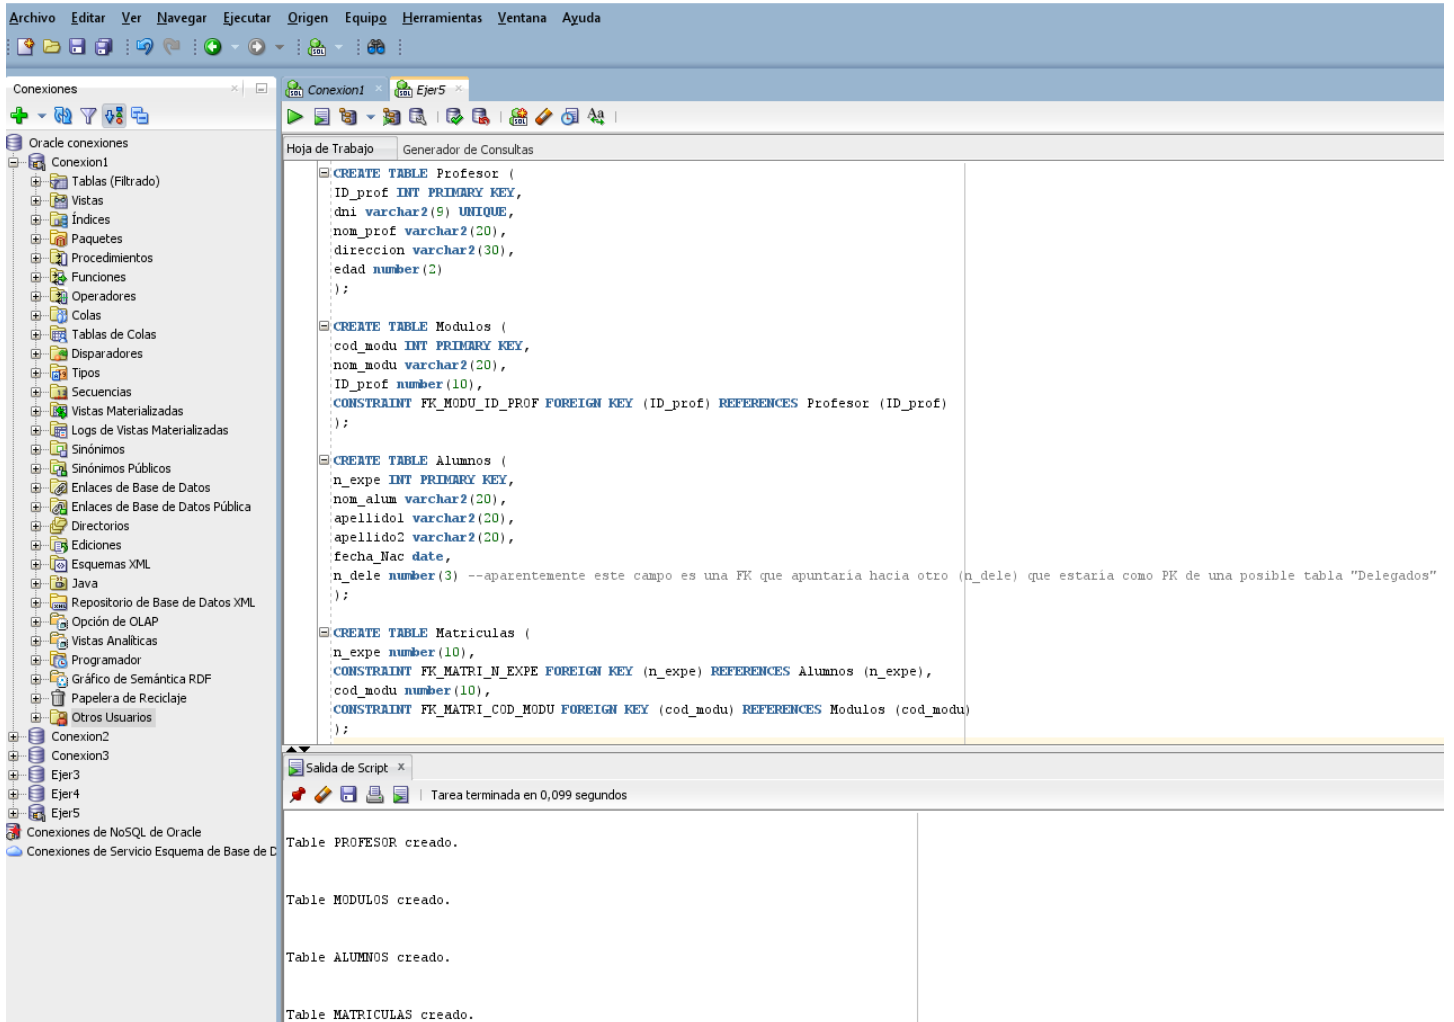 Archivo Editar Ver Navegar Ejecutar Origen Equipo Herramientas Ventana Ayuda
Conexiones
Oracle conexiones
Conexion1
Tablas (Filtrado)
Vistas
Índices
Paquetes
Procedimientos
Funciones
Operadores
Colas
Tablas de Colas
Disparadores
Tipos
Secuencias
Vistas Materializadas
Logs de Vistas Materializadas
Sinónimos
Sinónimos Públicos
Enlaces de Base de Datos
Enlaces de Base de Datos Pública
Directorios
Ediciones
Esquemas XML
Java
Repositorio de Base de Datos XML
Opción de OLAP
Vistas Analíticas
Programador
Gráfico de Semántica RDF
Papelera de Reciclaje
Otros Usuarios
Conexion2
Conexion3
Ejer3
Ejer4
Ejer5
Conexiones de NoSQL de Oracle
Conexiones de Servicio Esquema de Base de D
Conexion1 Ejer5
Hoja de Trabajo Generador de Consultas
CREATE TABLE Profesor (
ID_prof INT PRIMARY KEY,
dni varchar2(9) UNIQUE,
nom_prof varchar2(20),
direccion varchar2(30),
edad number(2)
);
CREATE TABLE Modulos (
cod_modu INT PRIMARY KEY,
nom_modu varchar2(20),
ID_prof number(10),
CONSTRAINT FK_MODU_ID_PROF FOREIGN KEY (ID_prof) REFERENCES Profesor (ID_prof)
);
CREATE TABLE Alumnos (
n_expe INT PRIMARY KEY,
nom_alum varchar2(20),
apellido1 varchar2(20),
apellido2 varchar2(20),
fecha_Nac date,
n_dele number(3) --aparentemente este campo es una FK que apuntaria hacia otro (n_dele) que estaria como PK de una posible tabla "Delegados"
);
CREATE TABLE Matriculas (
n_expe number(10),
CONSTRAINT FK_MATRI_N_EXPE FOREIGN KEY (n_expe) REFERENCES Alumnos (n_expe),
cod_modu number(10),
CONSTRAINT FK_MATRI_COD_MODU FOREIGN KEY (cod_modu) REFERENCES Modulos (cod_modu)
);
Salida de Script
Tarea terminada en 0,099 segundos
Table PROFESOR creado.
Table MODULOS creado.
Table ALUMNOS creado.
Table MATRICULAS creado.